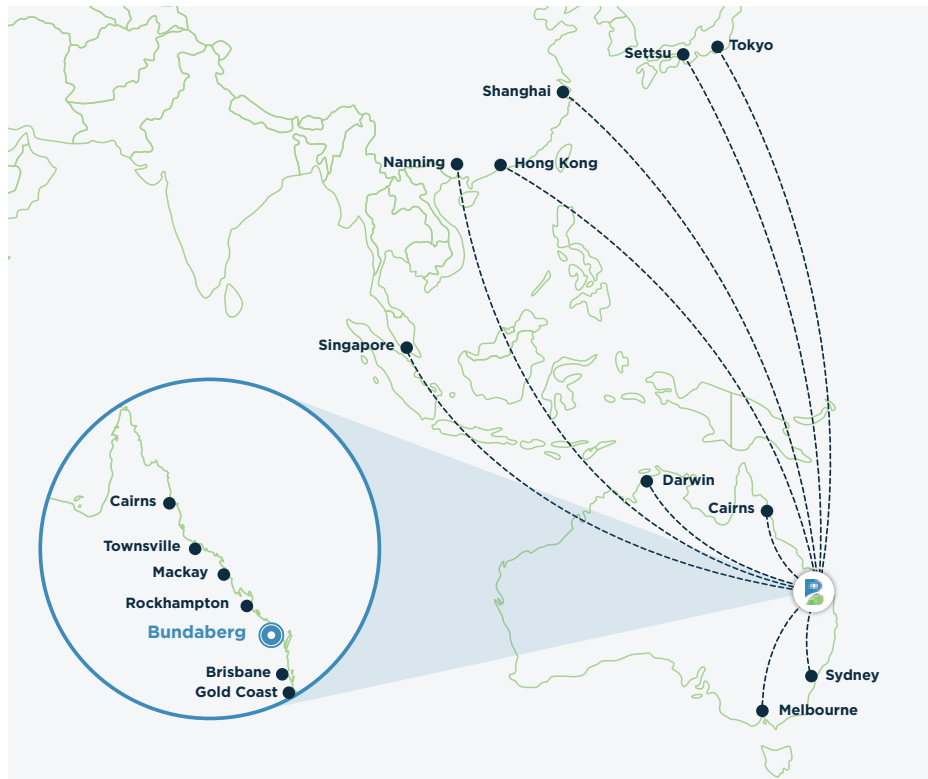 Tokyo
Settsu
Shanghai
Nanning
Hong Kong
Singapore
Darwin
Cairns
Cairns
Townsville
Mackay
Rockhampton
Bundaberg
Brisbane
Gold Coast
Sydney
Melbourne